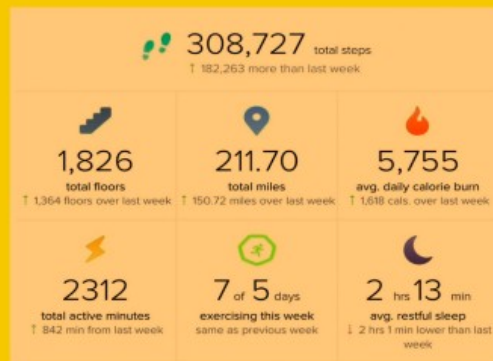 308,727 total steps
↑ 182,263 more than last week
1,826
total floors
↑ 1,364 floors over last week
211.70
total miles
↑ 150.72 miles over last week
5,755
avg. daily calorie burn
↑ 1,618 cals. over last week
2312
total active minutes
↑ 842 min from last week
7 of 5 days
exercising this week
same as previous week
2 hrs 13 min
avg. restful sleep
↓ 2 hrs 1 min lower than last
week